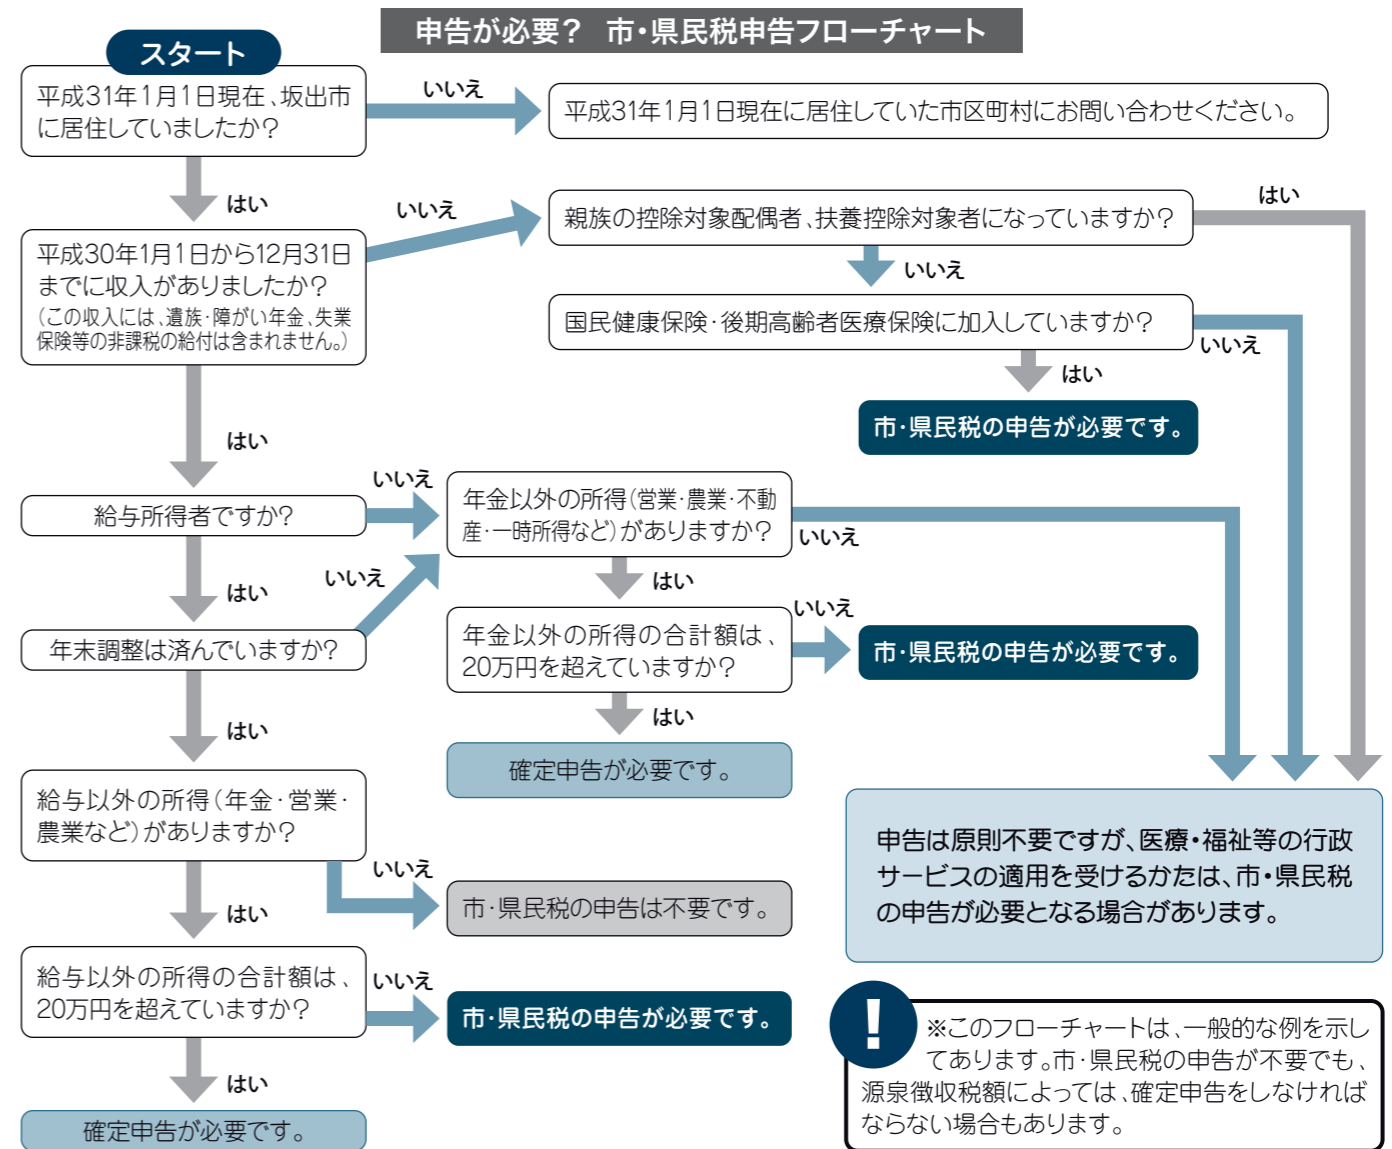 申告が必要？ 市・県民税申告フローチャート
スタート
平成31年1月1日現在、坂出市
に居住していましたか？
いいえ
平成31年1月1日現在に居住していた市区町村にお問い合わせください。
はい
平成30年1月1日から12月31日
までに収入がありましたか？
（この収入には、遺族・障がい年金、失業
保険等の非課税の給付は含まれません。）
いいえ
親族の控除対象配偶者、扶養控除対象者になっていますか？
はい
いいえ
国民健康保険・後期高齢者医療保険に加入していますか？
いいえ
はい
市・県民税の申告が必要です。
はい
給与所得者ですか？
いいえ
年金以外の所得（営業・農業・不動
産・一時所得など）がありますか？
いいえ
はい
はい
いいえ
年末調整は済んでいますか？
年金以外の所得の合計額は、
20万円を超えていますか？
いいえ
市・県民税の申告が必要です。
はい
確定申告が必要です。
はい
給与以外の所得（年金・営業・
農業など）がありますか？
いいえ
市・県民税の申告は不要です。
はい
給与以外の所得の合計額は、
20万円を超えていますか？
いいえ
市・県民税の申告が必要です。
はい
確定申告が必要です。
申告は原則不要ですが、医療・福祉等の行政
サービスの適用を受けるかたは、市・県民税
の申告が必要となる場合があります。
!
※このフローチャートは、一般的な例を示し
てあります。市・県民税の申告が不要でも、
源泉徴収税額によっては、確定申告をしなければ
ならない場合もあります。